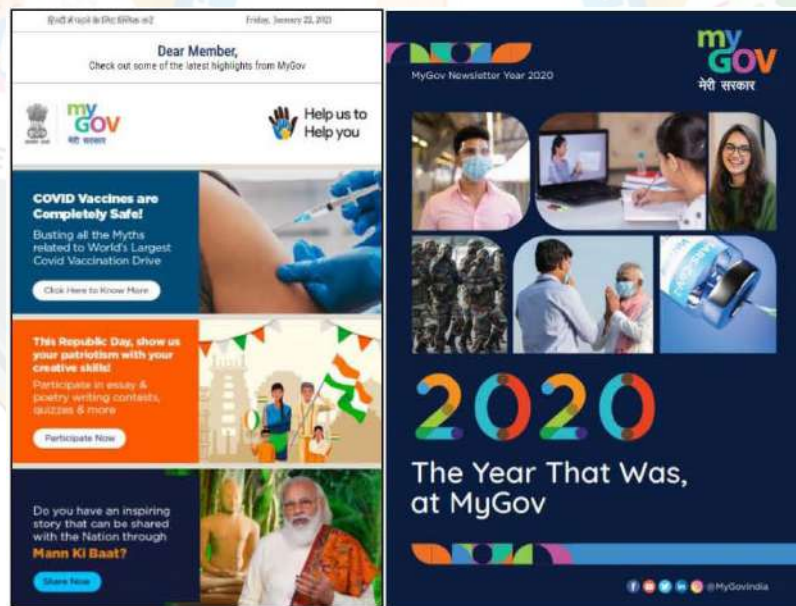 हिन्दी में पढ़ने के लिए क्लिक करें
Friday, January 22, 2021
Dear Member,
Check out some of the latest highlights from MyGov
my
GOV
मेरी सरकार
Help us to
Help you
COVID Vaccines are
Completely Safe!
Busting all the Myths
related to World's Largest
Covid Vaccination Drive
Click Here to Know More
This Republic Day, show us
your patriotism with your
creative skills!
Participate in essay &
poetry writing contests,
quizzes & more
Participate Now
Do you have an inspiring
story that can be shared
with the Nation through
Mann Ki Baat?
Share Now
MyGov Newsletter Year 2020
my
GOV
मेरी सरकार
2020
The Year That Was,
at MyGov
@MyGovIndia